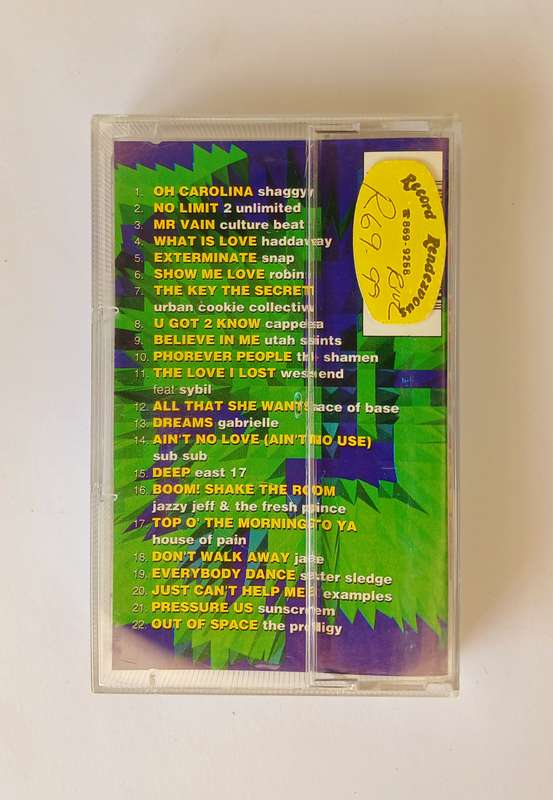 1. OH CAROLINA shaggy
2. NO LIMIT 2 unlimited
3. MR VAIN culture beat
4. WHAT IS LOVE haddaway
5. EXTERMINATE snap
6. SHOW ME LOVE robin
7. THE KEY THE SECRET
urban cookie collective
8. U GOT 2 KNOW cappella
9. BELIEVE IN ME utah saints
10. PHOREVER PEOPLE the shamen
11. THE LOVE I LOST west end
feat sybil
12. ALL THAT SHE WANTS ace of base
13. DREAMS gabrielle
14. AIN'T NO LOVE (AIN'T NO USE)
sub sub
15. DEEP east 17
16. BOOM! SHAKE THE ROOM
jazzy jeff & the fresh prince
17. TOP O' THE MORNING TO YA
house of pain
18. DON'T WALK AWAY jade
19. EVERYBODY DANCE sister sledge
20. JUST CAN'T HELP ME examples
21. PRESSURE US sunscreem
22. OUT OF SPACE the prodigy
Record Rendezvous
☎ 869-9268
R69.99